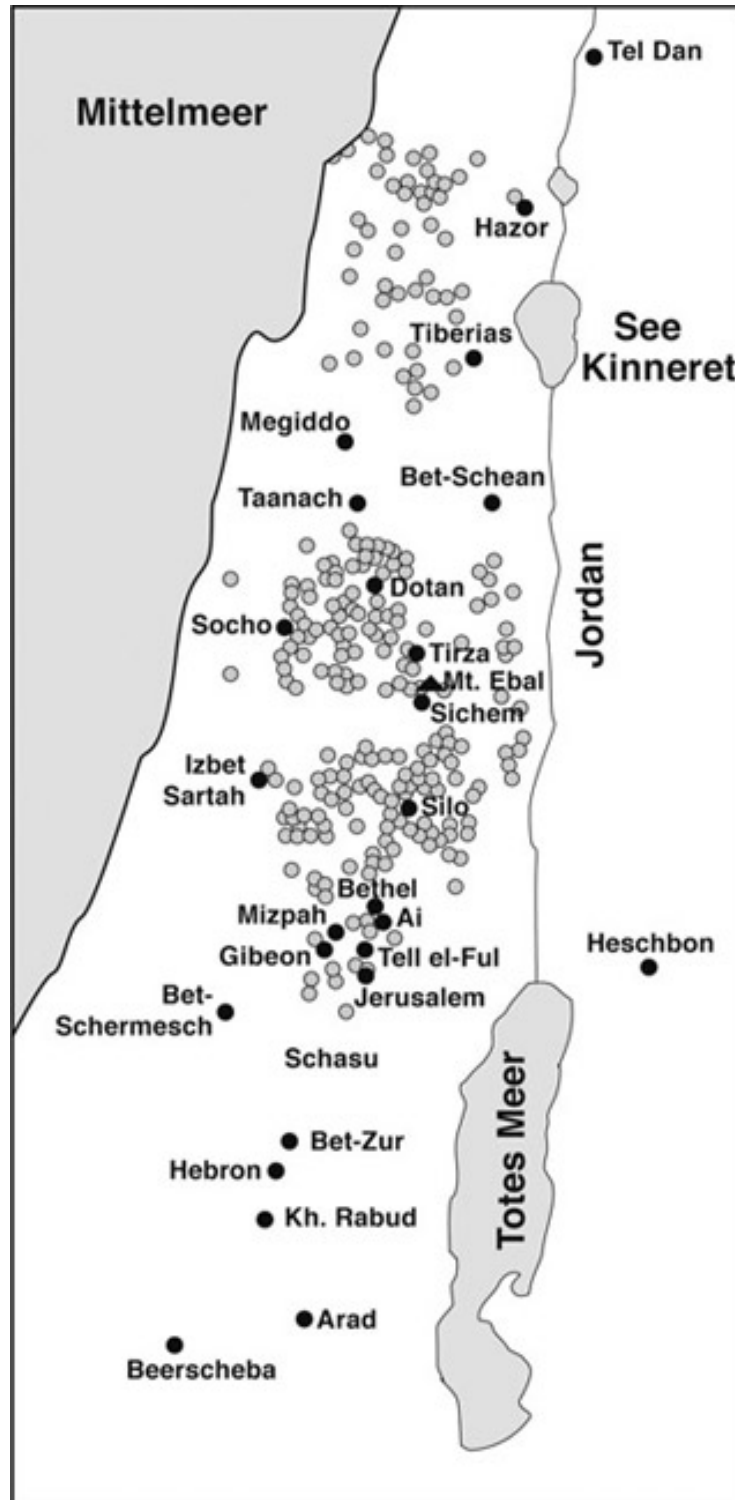 Tel Dan
Mittelmeer
Hazor
Tiberias
See
Kinneret
Megiddo
Bet-Schean
Taanach
Jordan
Dotan
Socho
Tirza
Mt. Ebal
Sichem
Izbet
Sartah
Silo
Bethel
Mizpah
Ai
Gibeon
Tell el-Ful
Heschbon
Jerusalem
Bet-
Schermesch
Schasu
Bet-Zur
Hebron
Totes Meer
Kh. Rabud
Arad
Beerscheba